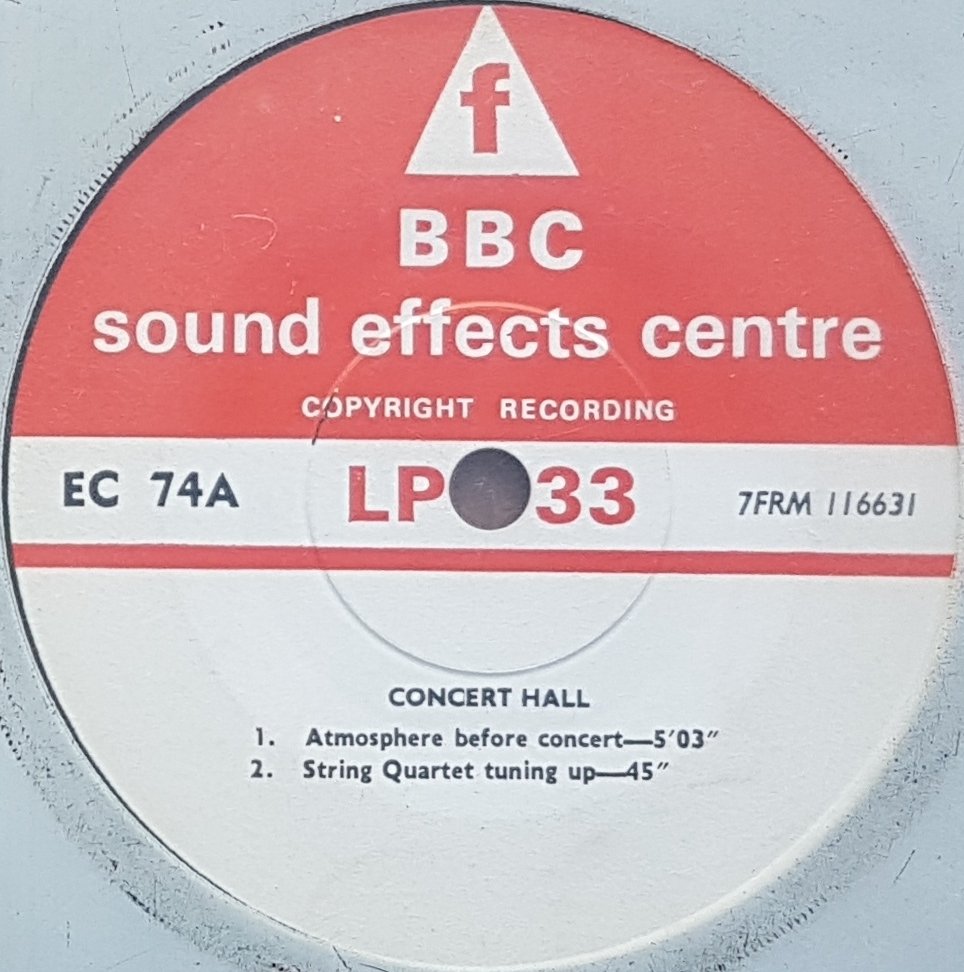 f
BBC
sound effects centre
COPYRIGHT RECORDING
EC 74A LP 33 7FRM 116631
CONCERT HALL
1. Atmosphere before concert—5′03″
2. String Quartet tuning up—45″